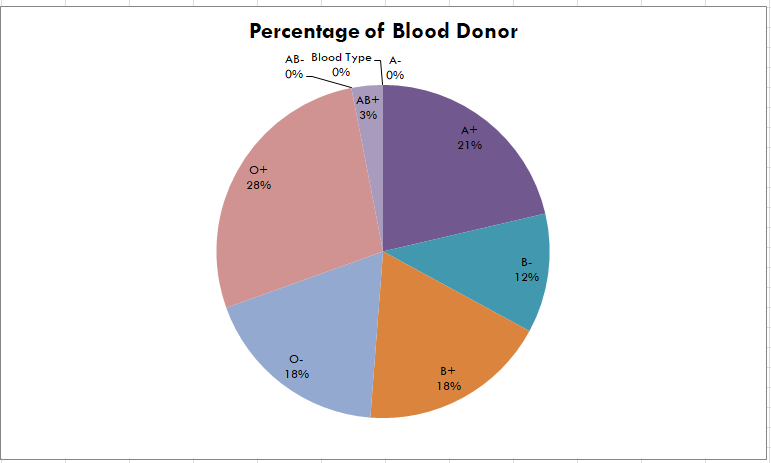 Percentage of Blood Donor
AB-
0%
Blood Type
0%
A-
0%
AB+
3%
A+
21%
O+
28%
B-
12%
O-
18%
B+
18%